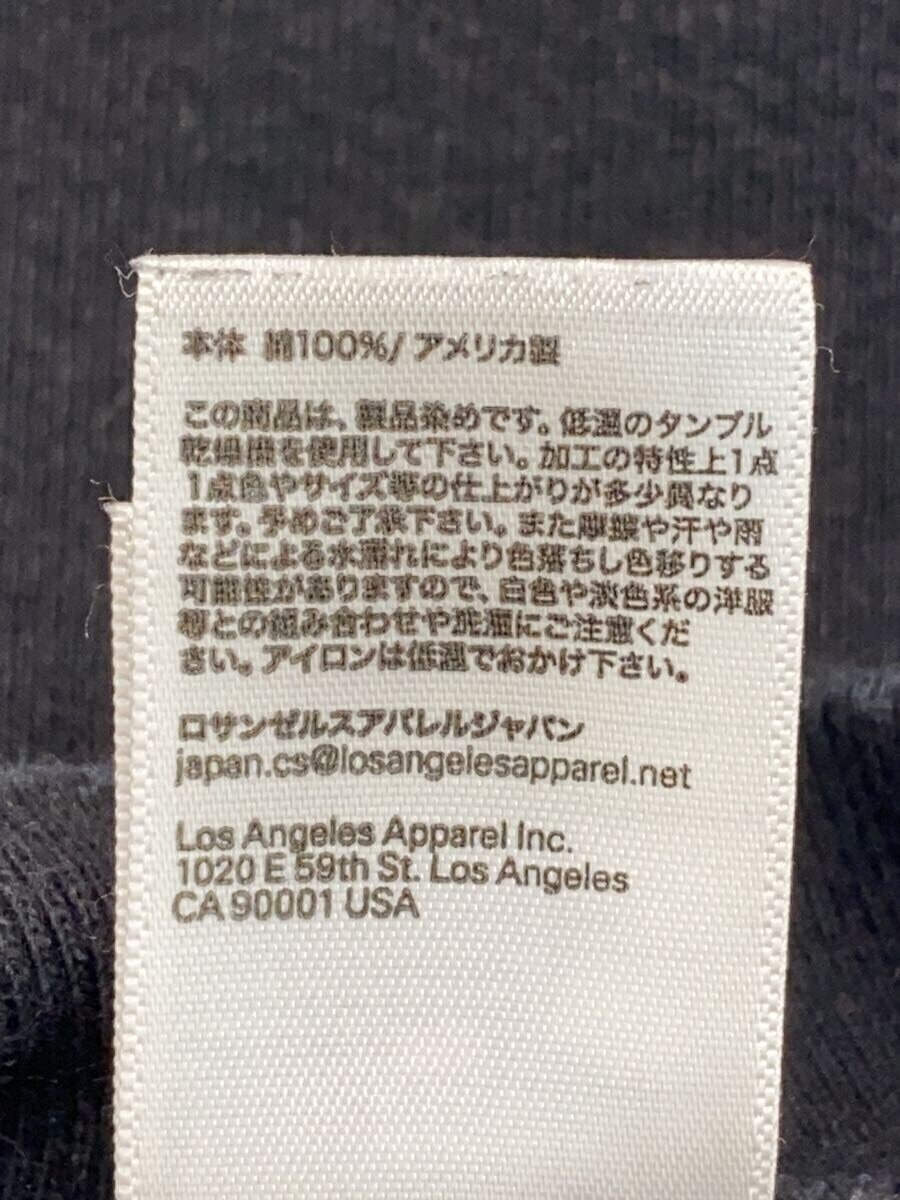 本体 綿100%/ アメリカ製
この商品は、製品染めです。低温のタンブル
乾燥機を使用して下さい。加工の特性上1点
1点色やサイズ等の仕上がりが多少異なり
ます。予めご了承下さい。また摩擦や汗や雨
などによる水濡れにより色落ちし色移りする
可能性がありますので、白色や淡色系の洋服
等との組み合わせや洗濯にご注意くだ
さい。アイロンは低温でおかけ下さい。
ロサンゼルスアパレルジャパン
japan.cs@losangelesapparel.net
Los Angeles Apparel Inc.
1020 E 59th St. Los Angeles
CA 90001 USA